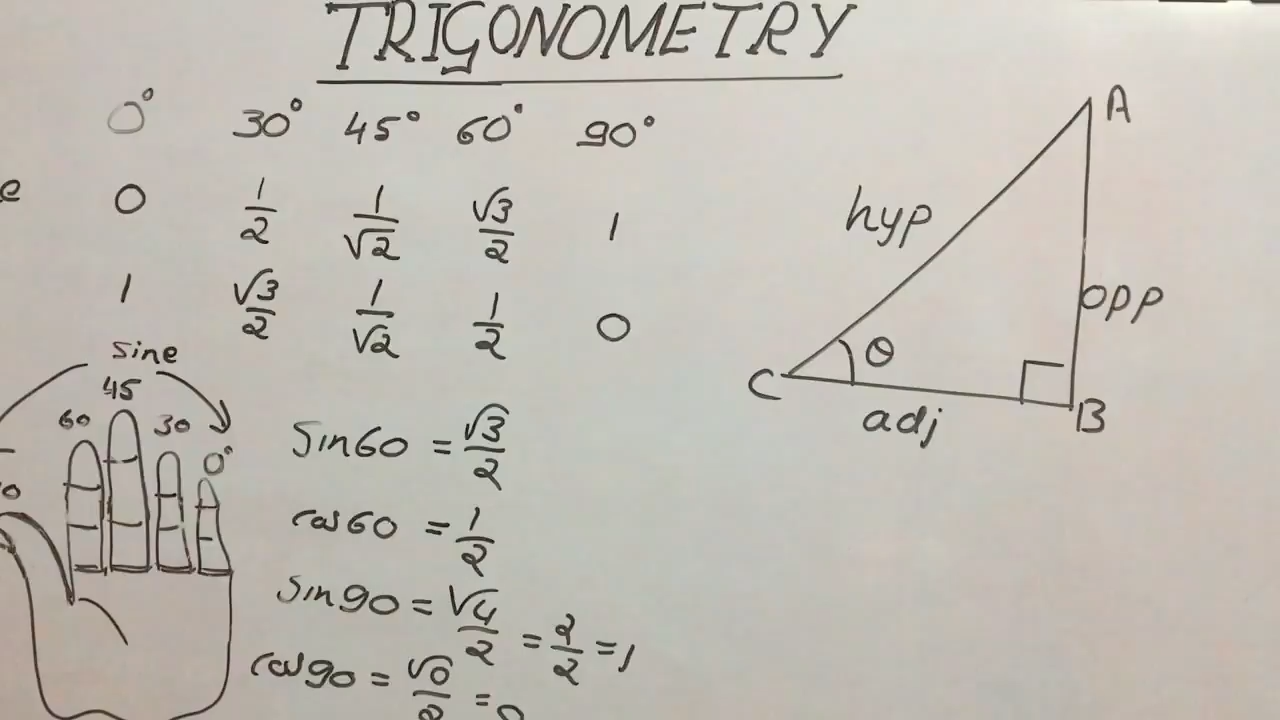 TRIGONOMETRY
0° 30° 45° 60° 90°
e 0 1/2 1/√2 √3/2 1
1 √3/2 1/√2 1/2 0
sine
45
60 30
0°
0
sin60 = √3/2
cos60 = 1/2
sin90 = √4/2 = 2/2 = 1
cos90 = √0/2 = 0
A
hyp
opp
θ
C
adj
B